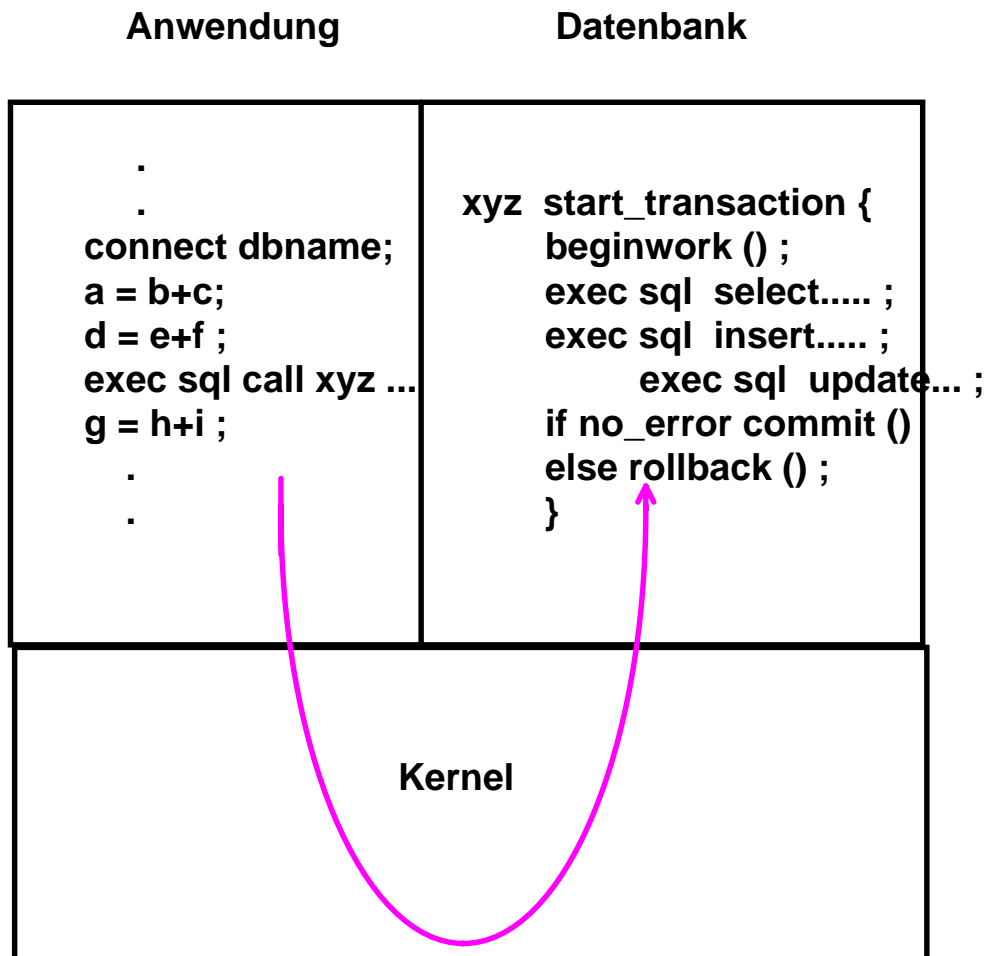 Anwendung
Datenbank
.
.
connect dbname;
a = b+c;
d = e+f ;
exec sql call xyz ...
g = h+i ;
.
.
xyz  start_transaction {
beginwork () ;
exec sql  select..... ;
exec sql  insert..... ;
exec sql  update... ;
if no_error commit ()
else rollback () ;
}
Kernel